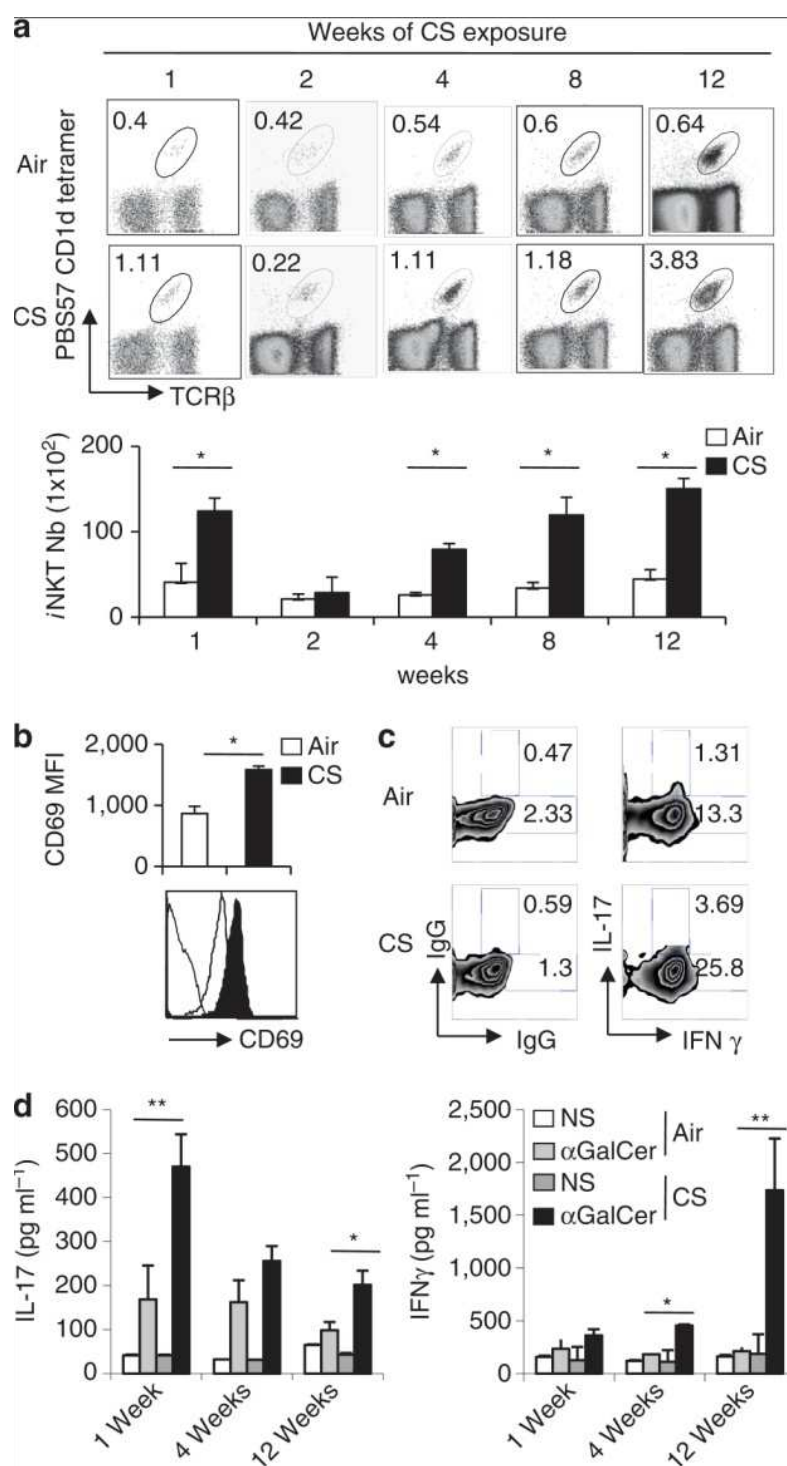 a
Weeks of CS exposure
1 2 4 8 12
Air
0.4 0.42 0.54 0.6 0.64
CS
1.11 0.22 1.11 1.18 3.83
PBS57 CD1d tetramer
TCRβ
iNKT Nb (1x10²)
200
100
0
* * * *
Air
CS
1 2 4 8 12
weeks
b
CD69 MFI
2,000
1,000
0
*
Air
CS
CD69
c
Air
0.47 1.31
2.33 13.3
CS
0.59 3.69
1.3 25.8
IgG
IgG
IL-17
IFN γ
d
IL-17 (pg ml⁻¹)
600
500
400
300
200
100
0
**
*
1 Week
4 Weeks
12 Weeks
IFNγ (pg ml⁻¹)
2,500
2,000
1,500
1,000
500
0
NS
αGalCer
Air
NS
αGalCer
CS
**
*
1 Week
4 Weeks
12 Weeks